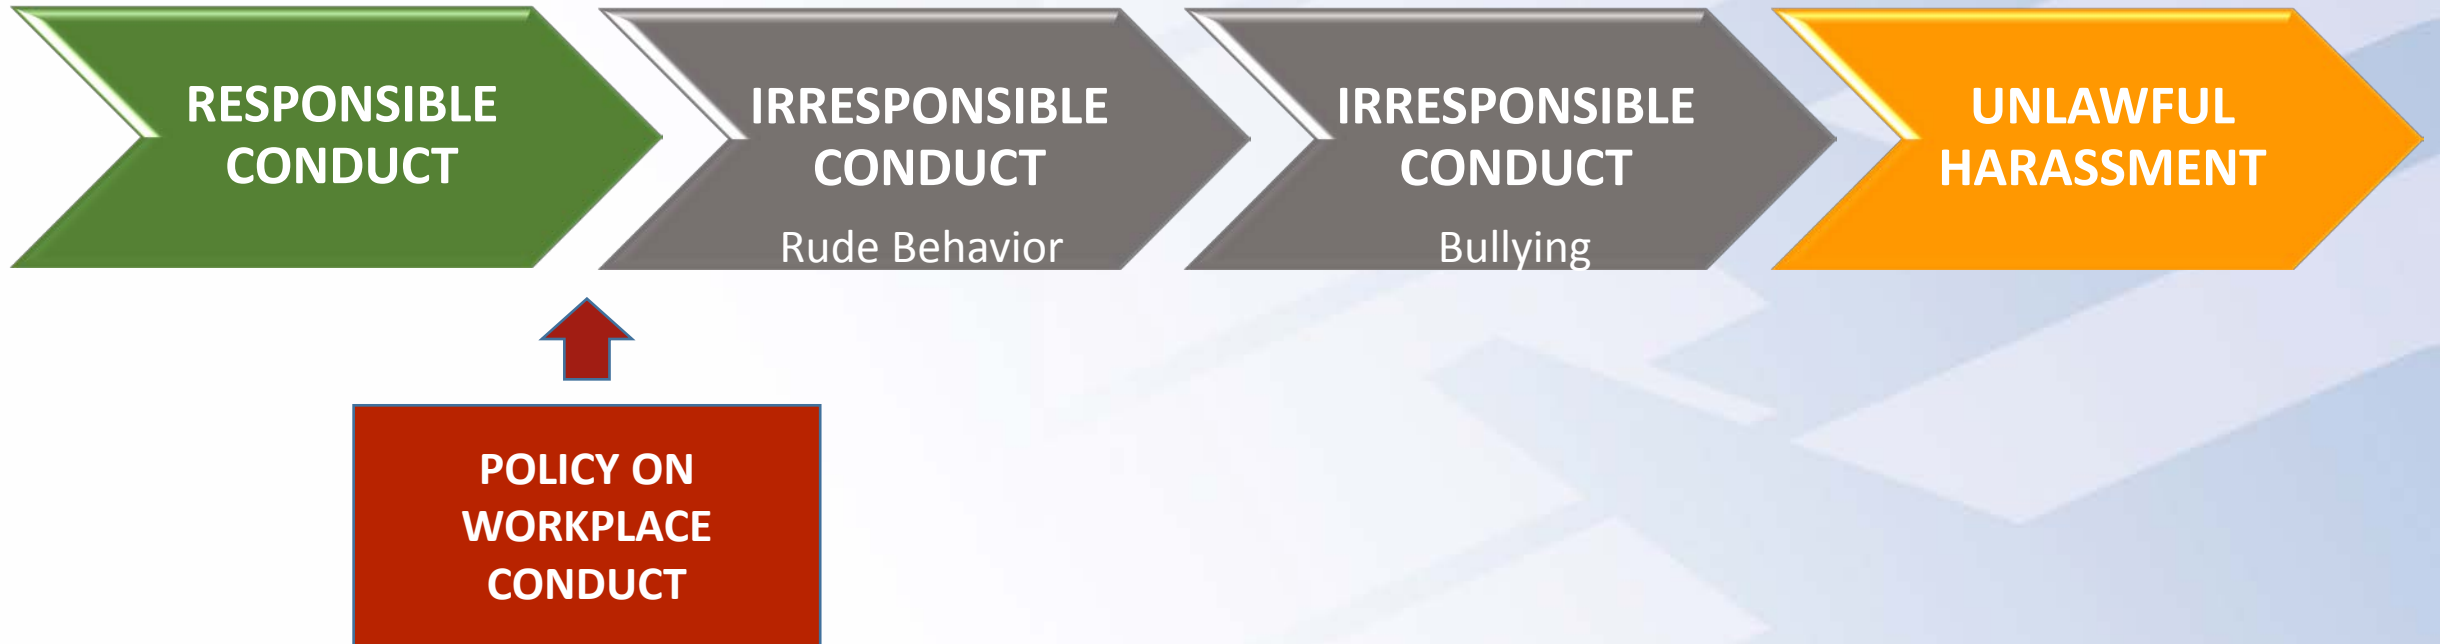 RESPONSIBLE
CONDUCT
IRRESPONSIBLE
CONDUCT
Rude Behavior
IRRESPONSIBLE
CONDUCT
Bullying
UNLAWFUL
HARASSMENT
POLICY ON
WORKPLACE
CONDUCT